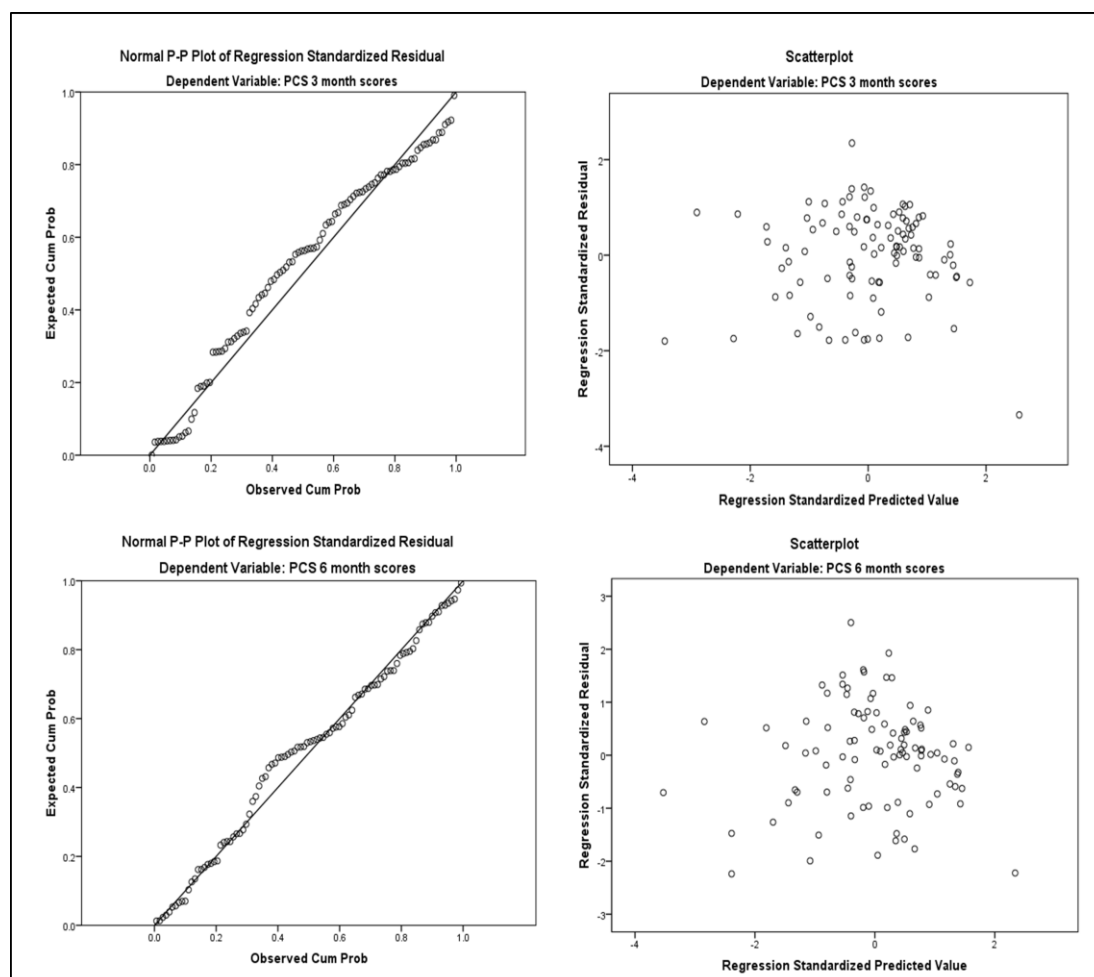 Normal P-P Plot of Regression Standardized Residual
Dependent Variable: PCS 3 month scores
Expected Cum Prob
1.0
0.8
0.6
0.4
0.2
0.0
0.0 0.2 0.4 0.6 0.8 1.0
Observed Cum Prob
Scatterplot
Dependent Variable: PCS 3 month scores
Regression Standardized Residual
2
0
-2
-4
-4 -2 0 2
Regression Standardized Predicted Value
Normal P-P Plot of Regression Standardized Residual
Dependent Variable: PCS 6 month scores
Expected Cum Prob
1.0
0.8
0.6
0.4
0.2
0.0
0.0 0.2 0.4 0.6 0.8 1.0
Observed Cum Prob
Scatterplot
Dependent Variable: PCS 6 month scores
Regression Standardized Residual
3
2
1
0
-1
-2
-3
-4 -2 0 2
Regression Standardized Predicted Value